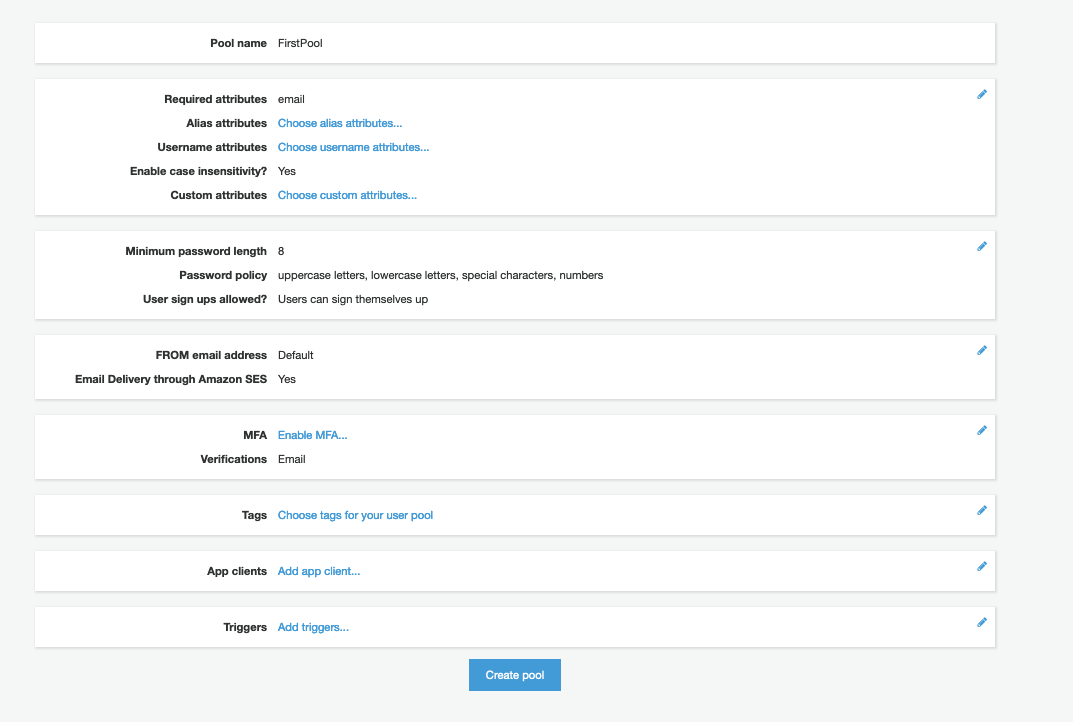 Pool name FirstPool
Required attributes email
Alias attributes Choose alias attributes...
Username attributes Choose username attributes...
Enable case insensitivity? Yes
Custom attributes Choose custom attributes...
Minimum password length 8
Password policy uppercase letters, lowercase letters, special characters, numbers
User sign ups allowed? Users can sign themselves up
FROM email address Default
Email Delivery through Amazon SES Yes
MFA Enable MFA...
Verifications Email
Tags Choose tags for your user pool
App clients Add app client...
Triggers Add triggers...
Create pool